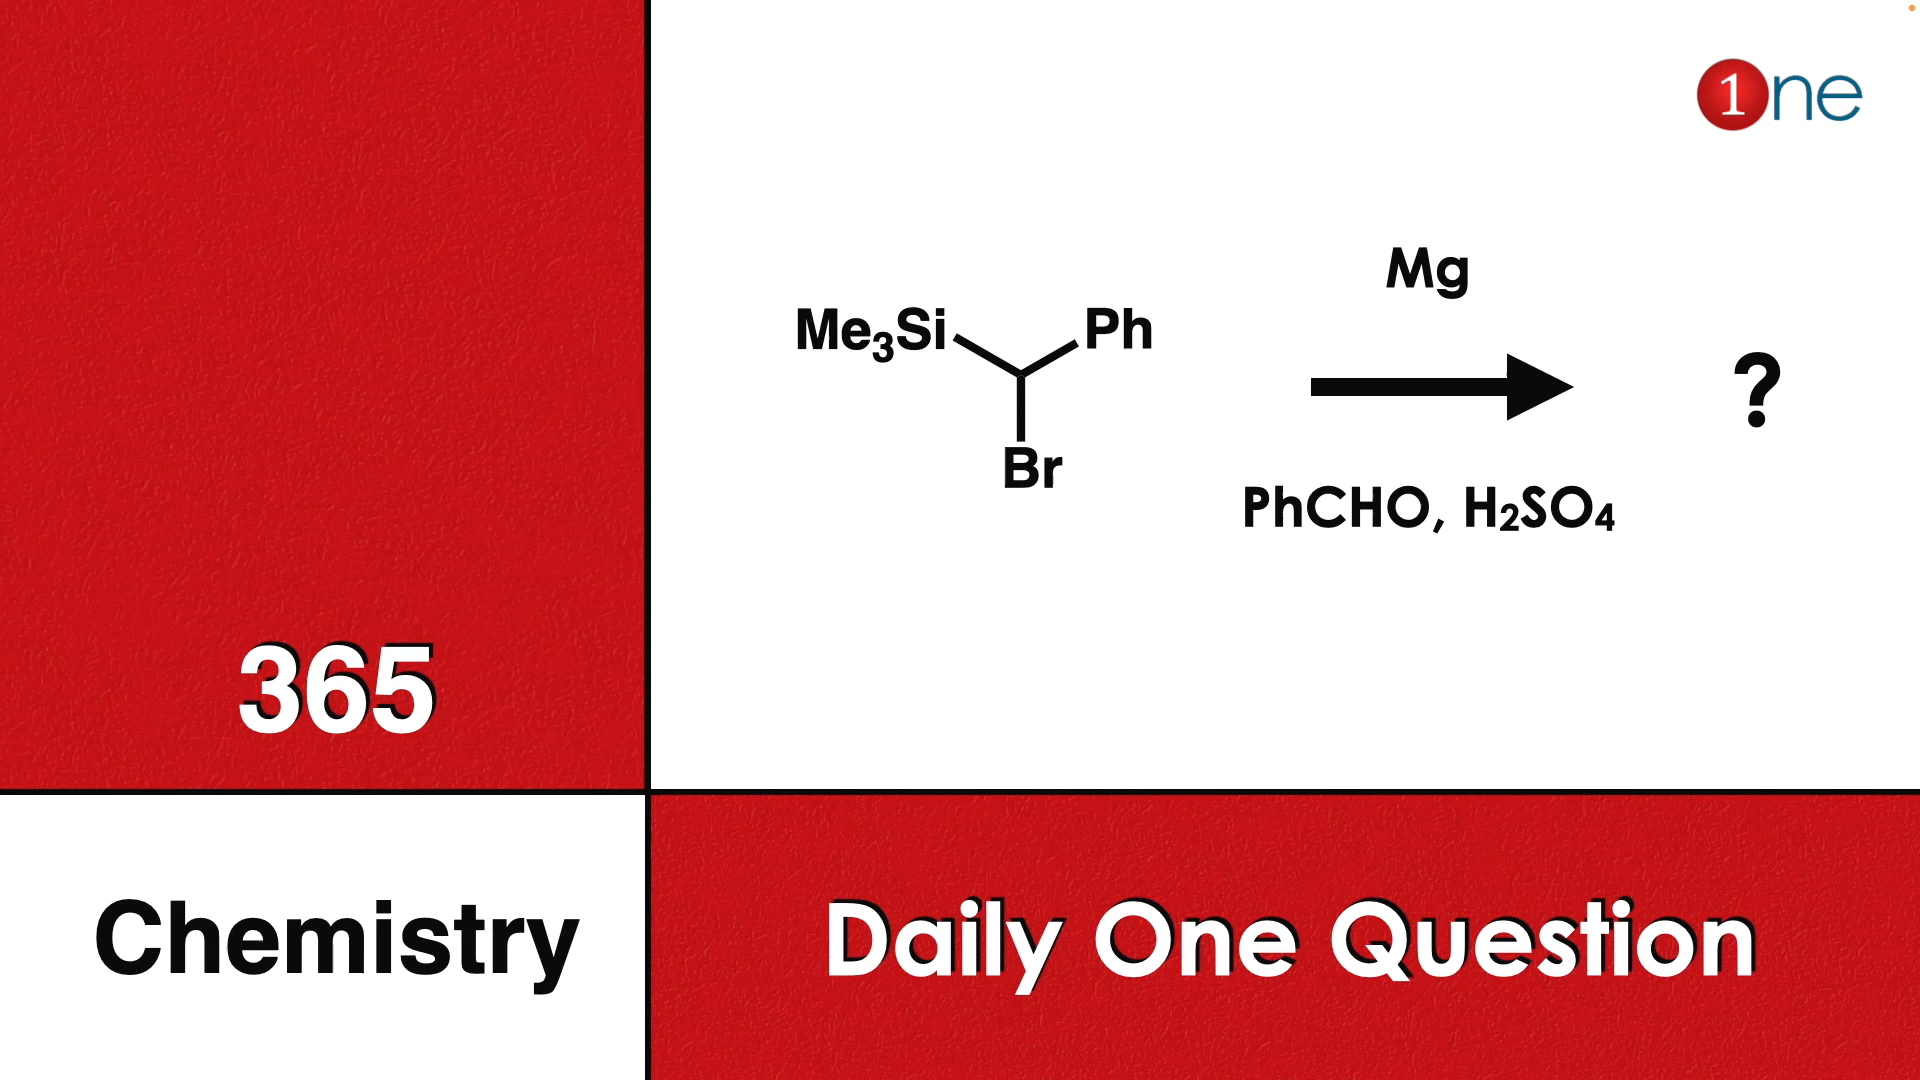 1ne
Mg
Me₃Si Ph
Br
?
PhCHO, H₂SO₄
365
Chemistry
Daily One Question